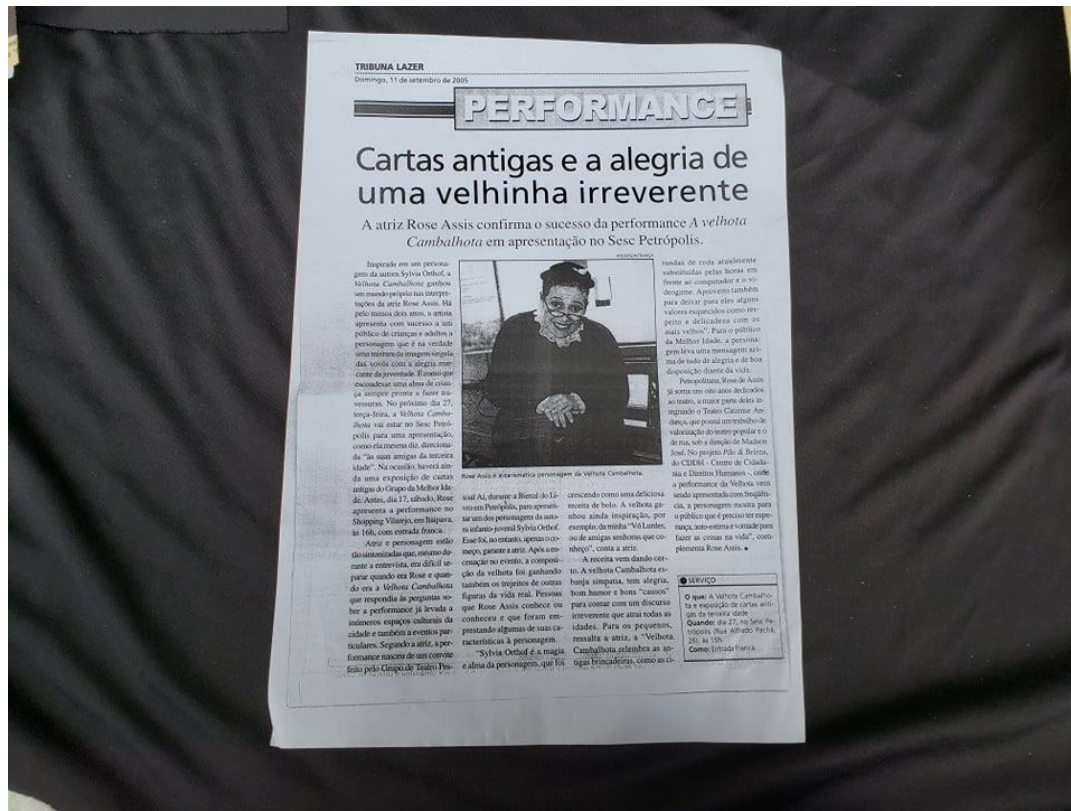 TRIBUNA LAZER
Domingo, 11 de setembro de 2005
PERFORMANCE
Cartas antigas e a alegria de
uma velhinha irreverente
A atriz Rose Assis confirma o sucesso da performance A velhota
Cambalhota em apresentação no Sesc Petrópolis.
Inspirada em um persona-
gem da autora Sylvia Orthof, a
Velhota Cambalhota ganhou
um mundo próprio nas interpre-
tações da atriz Rose Assis. Há
pelo menos dois anos, a artista
apresenta com sucesso a um
público de crianças e adultos a
personagem que é na verdade
uma mistura da imagem singela
das vovós com a alegria mar-
cante da juventude. É como que
escondesse uma alma de crian-
ça sempre pronta a fazer tra-
vessuras. No próximo dia 27,
terça-feira, a Velhota Camba-
lhota vai estar no Sesc Petró-
polis para uma apresentação,
como ela mesma diz, direciona-
da "às suas amigas da terceira
idade". Na ocasião, haverá ain-
da uma exposição de cartas
antigas do Grupo da Melhor Ida-
de. Antes, dia 17, sábado, Rose
apresenta a performance no
Shopping Vilarejo, em Itaipava,
às 16h, com entrada franca.
Atriz e personagem estão
tão sintonizadas que, mesmo du-
rante a entrevista, era difícil se-
parar quando era Rose e quan-
do era a Velhota Cambalhota
que respondia às perguntas so-
bre a performance já levada a
inúmeros espaços culturais da
cidade e também a eventos par-
ticulares. Segundo a atriz, a per-
formance nasceu de um convite
feito pelo Grupo de Teatro Pes-
Rose Assis e a carismática personagem da Velhota Cambalhota.
soal Aí, durante a Bienal do Li-
vro em Petrópolis, para apresen-
tar um dos personagens da auto-
ra infanto-juvenil Sylvia Orthof.
Esse foi, no entanto, apenas o co-
meço, garante a atriz. Após a en-
cenação no evento, a composi-
ção da velhota foi ganhando
também os trejeitos de outras
figuras da vida real. Pessoas
que Rose Assis conhece ou
conheceu e que foram em-
prestando algumas de suas ca-
racterísticas à personagem.
"Sylvia Orthof é a magia
e alma da personagem, que foi
crescendo como uma deliciosa
receita de bolo. A velhota ga-
nhou ainda inspiração, por
exemplo, da minha "Vó Lurdes,
ou de amigas senhoras que co-
nheço", conta a atriz.
A receita vem dando cer-
to. A velhota Cambalhota es-
banja simpatia, tem alegria,
bom humor e bons "causos"
para contar com um discurso
irreverente que atrai todas as
idades. Para os pequenos,
ressalta a atriz, a "Velhota
Cambalhota relembra as an-
tigas brincadeiras, como as ci-
randas de roda atualmente
substituídas pelas horas em
frente ao computador e o vi-
deogame. Aproveito também
para deixar para eles alguns
valores esquecidos como res-
peito e delicadeza com os
mais velhos". Para o público
da Melhor Idade, a persona-
gem leva uma mensagem aci-
ma de tudo de alegria e de boa
disposição diante da vida.
Petropolitana, Rose de Assis
já soma uns oito anos dedicados
ao teatro, a maior parte deles in-
tegrando o Teatro Circense An-
dança, que possui um trabalho de
valorização do teatro popular e o
de rua, sob a direção de Madson
José. No projeto Pão & Beleza,
do CDDH - Centro de Cidada-
nia e Direitos Humanos -, onde
a performance da Velhota vem
sendo apresentada com freqüên-
cia, a personagem mostra para
o público que é preciso ter espe-
rança, auto-estima e vontade para
fazer as coisas na vida", com-
plementa Rose Assis.
SERVIÇO
O que: A Velhota Cambalho-
ta e exposição de cartas anti-
gas da terceira idade
Quando: dia 27, no Sesc Pe-
trópolis (Rua Alfredo Pachá,
26), às 15h
Como: Entrada franca